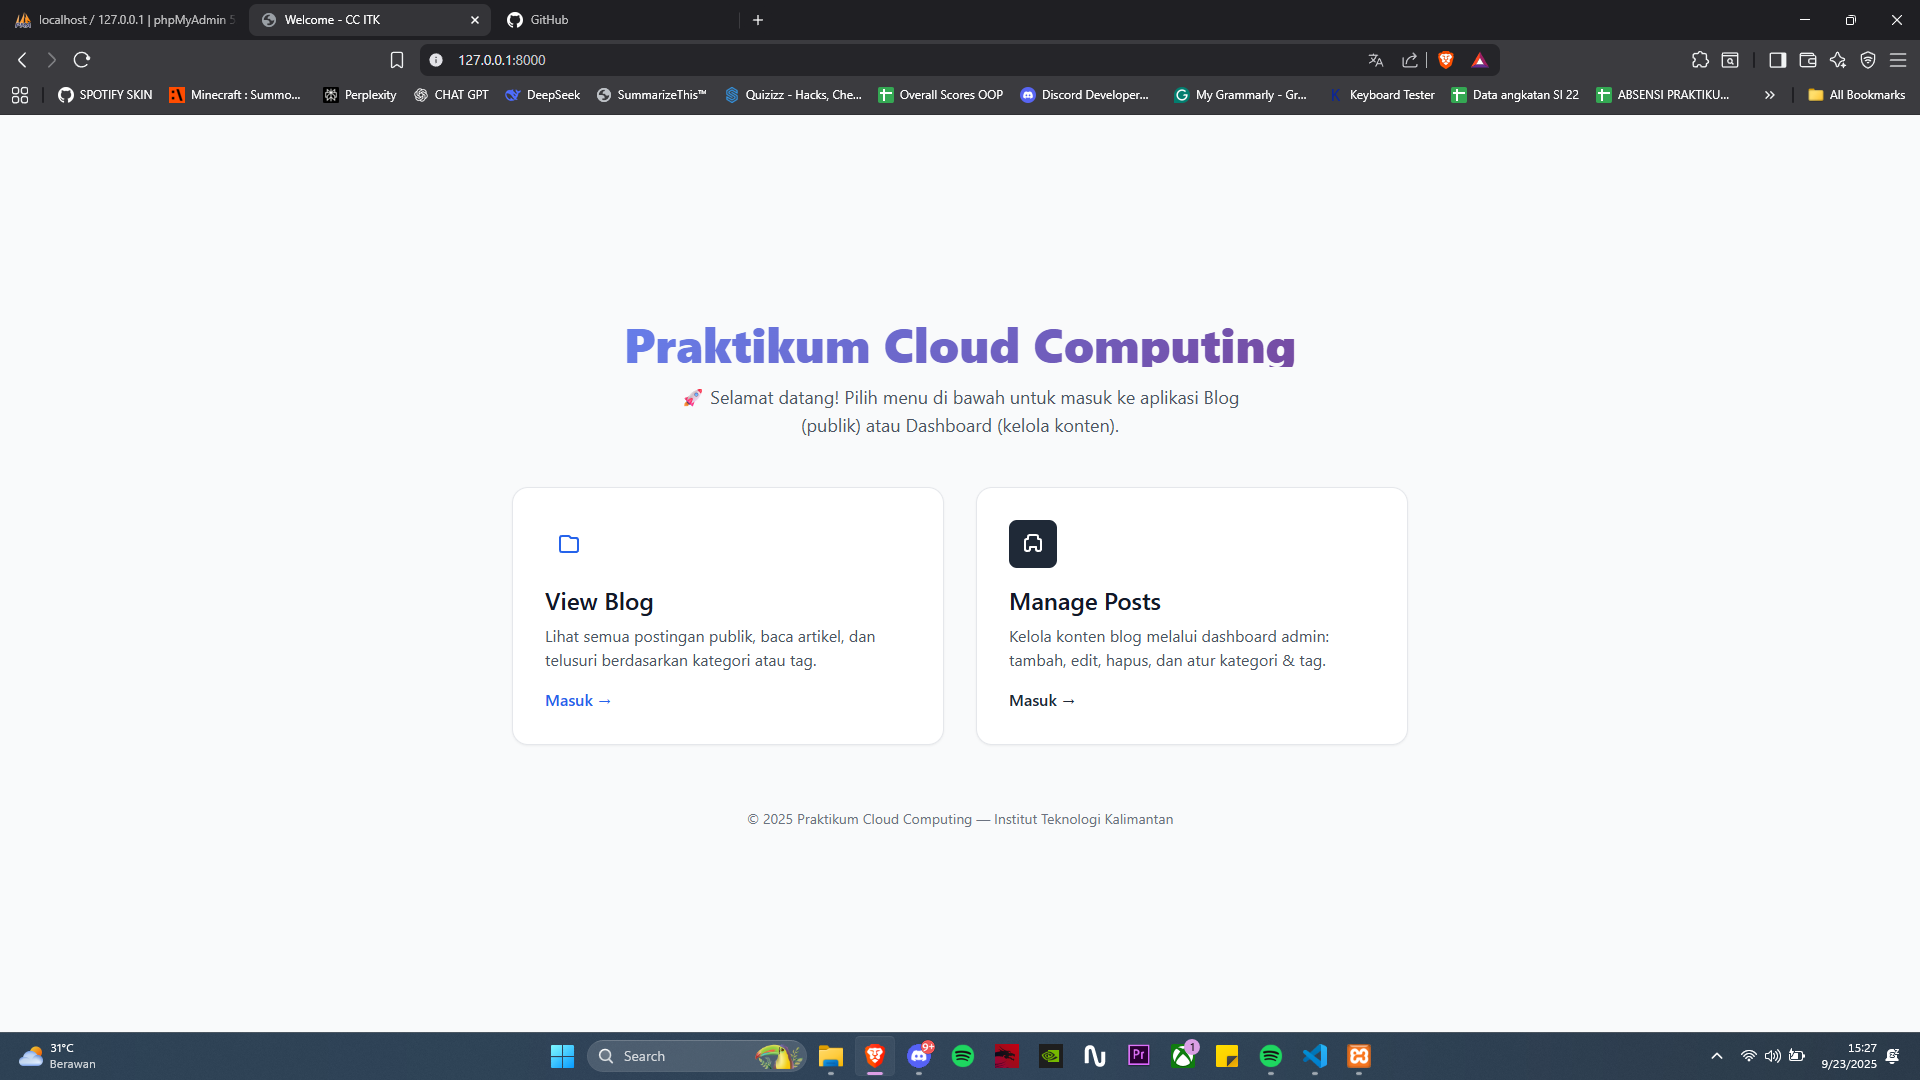 localhost / 127.0.0.1 | phpMyAdmin 5
Welcome - CC ITK
GitHub
127.0.0.1:8000
SPOTIFY SKIN
Minecraft : Summo...
Perplexity
CHAT GPT
DeepSeek
SummarizeThis™
Quizizz - Hacks, Che...
Overall Scores OOP
Discord Developer...
My Grammarly - Gr...
Keyboard Tester
Data angkatan SI 22
ABSENSI PRAKTIKU...
All Bookmarks
Praktikum Cloud Computing
🚀 Selamat datang! Pilih menu di bawah untuk masuk ke aplikasi Blog
(publik) atau Dashboard (kelola konten).
View Blog
Lihat semua postingan publik, baca artikel, dan
telusuri berdasarkan kategori atau tag.
Masuk →
Manage Posts
Kelola konten blog melalui dashboard admin:
tambah, edit, hapus, dan atur kategori & tag.
Masuk →
© 2025 Praktikum Cloud Computing — Institut Teknologi Kalimantan
31°C
Berawan
Search
9+
Pr
1
15:27
9/23/2025